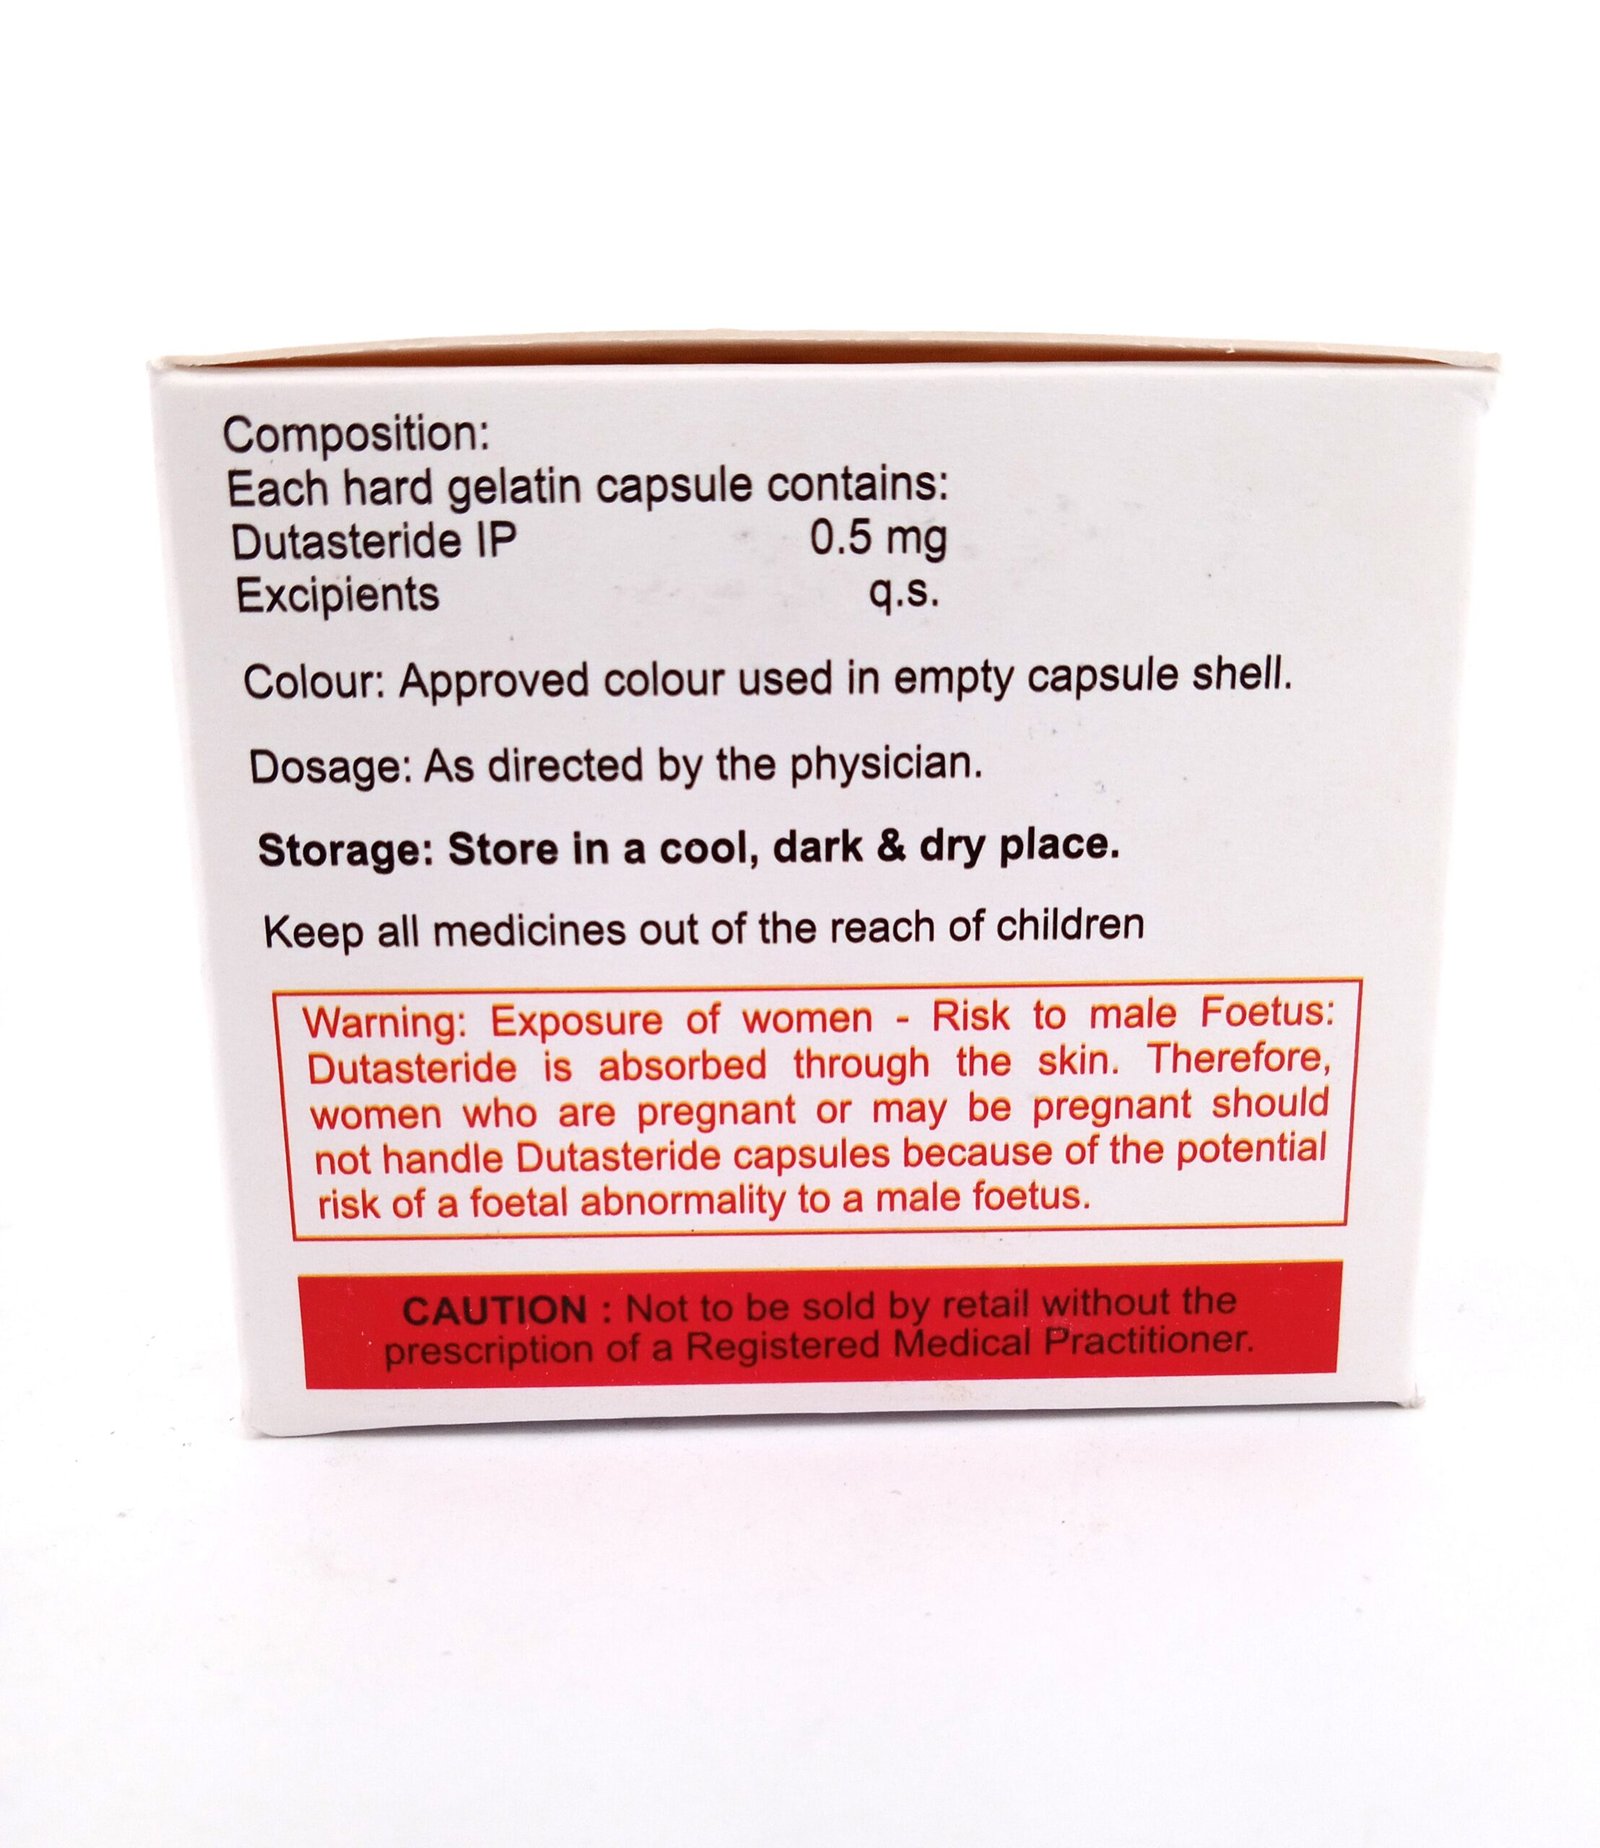 Composition:
Each hard gelatin capsule contains:
Dutasteride IP 0.5 mg
Excipients q.s.
Colour: Approved colour used in empty capsule shell.
Dosage: As directed by the physician.
Storage: Store in a cool, dark & dry place.
Keep all medicines out of the reach of children
Warning: Exposure of women - Risk to male Foetus:
Dutasteride is absorbed through the skin. Therefore,
women who are pregnant or may be pregnant should
not handle Dutasteride capsules because of the potential
risk of a foetal abnormality to a male foetus.
CAUTION : Not to be sold by retail without the
prescription of a Registered Medical Practitioner.